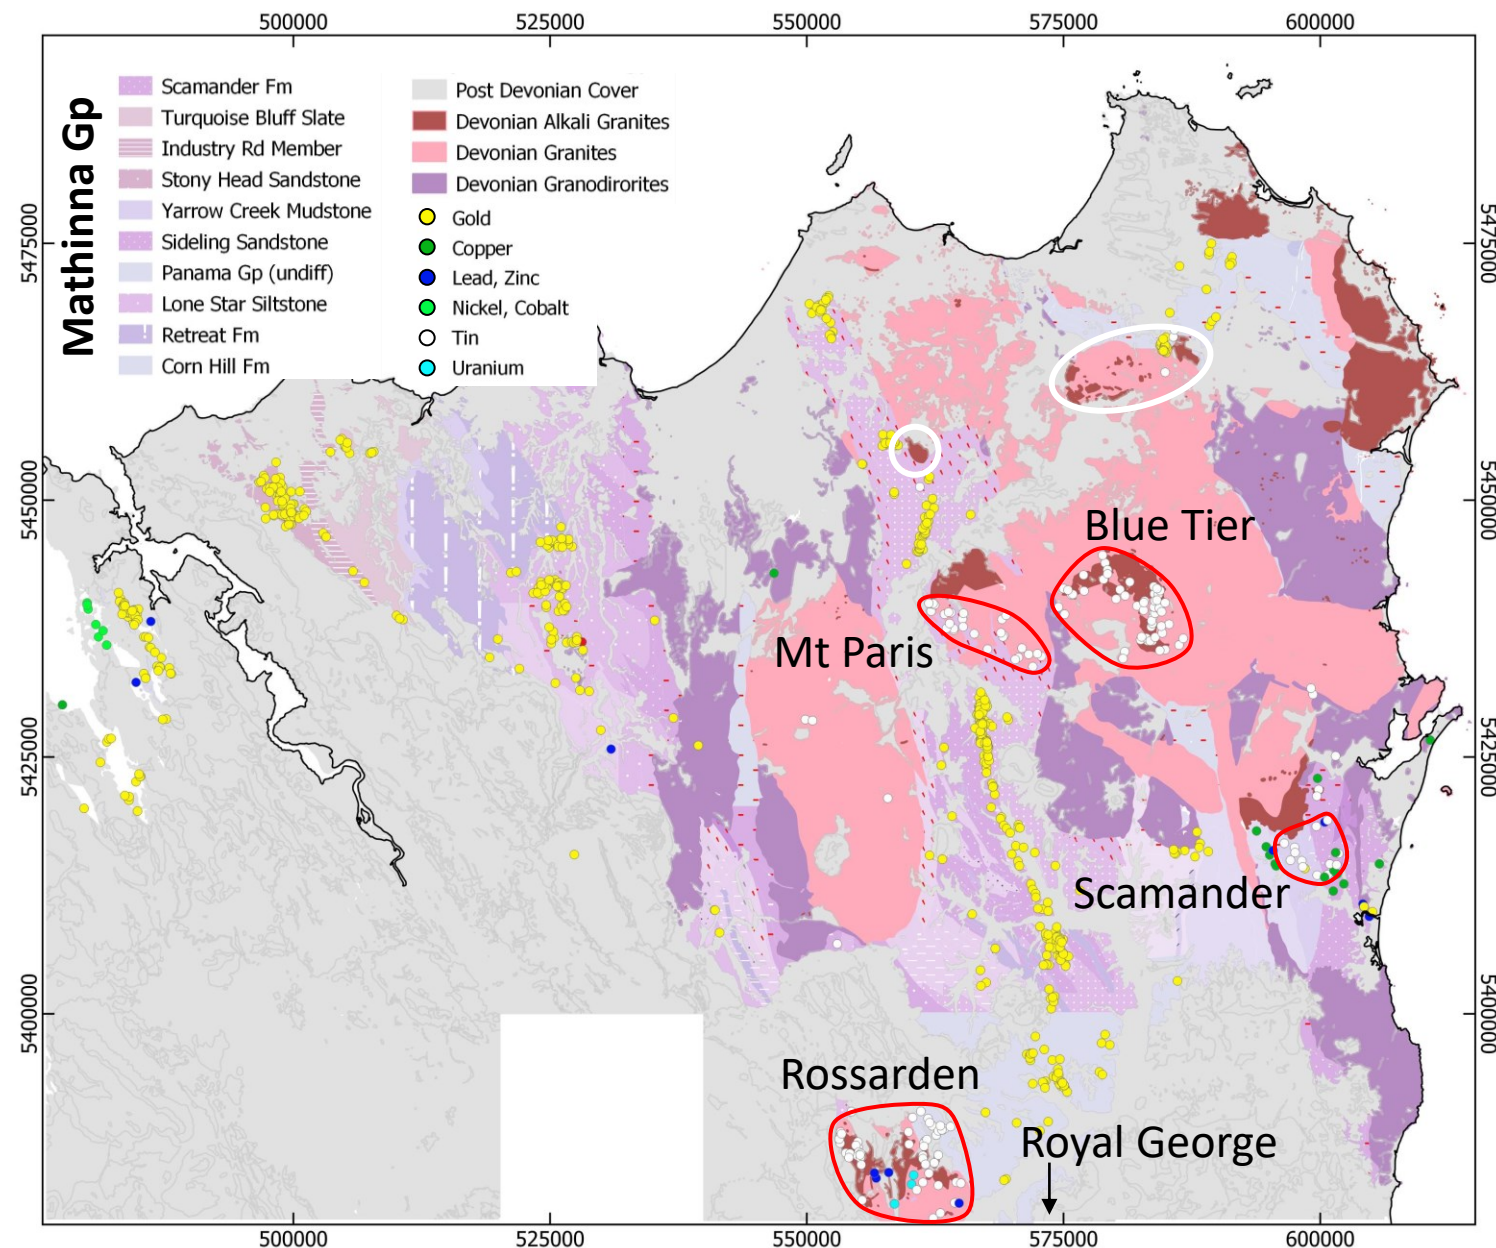 500000 525000 550000 575000 600000
Mathinna Gp
Scamander Fm
Turquoise Bluff Slate
Industry Rd Member
Stony Head Sandstone
Yarrow Creek Mudstone
Sideling Sandstone
Panama Gp (undiff)
Lone Star Siltstone
Retreat Fm
Corn Hill Fm
Post Devonian Cover
Devonian Alkali Granites
Devonian Granites
Devonian Granodirorites
Gold
Copper
Lead, Zinc
Nickel, Cobalt
Tin
Uranium
5475000
5450000
5425000
5400000
5475000
5450000
5425000
5400000
Blue Tier
Mt Paris
Scamander
Rossarden
Royal George
500000 525000 550000 575000 600000